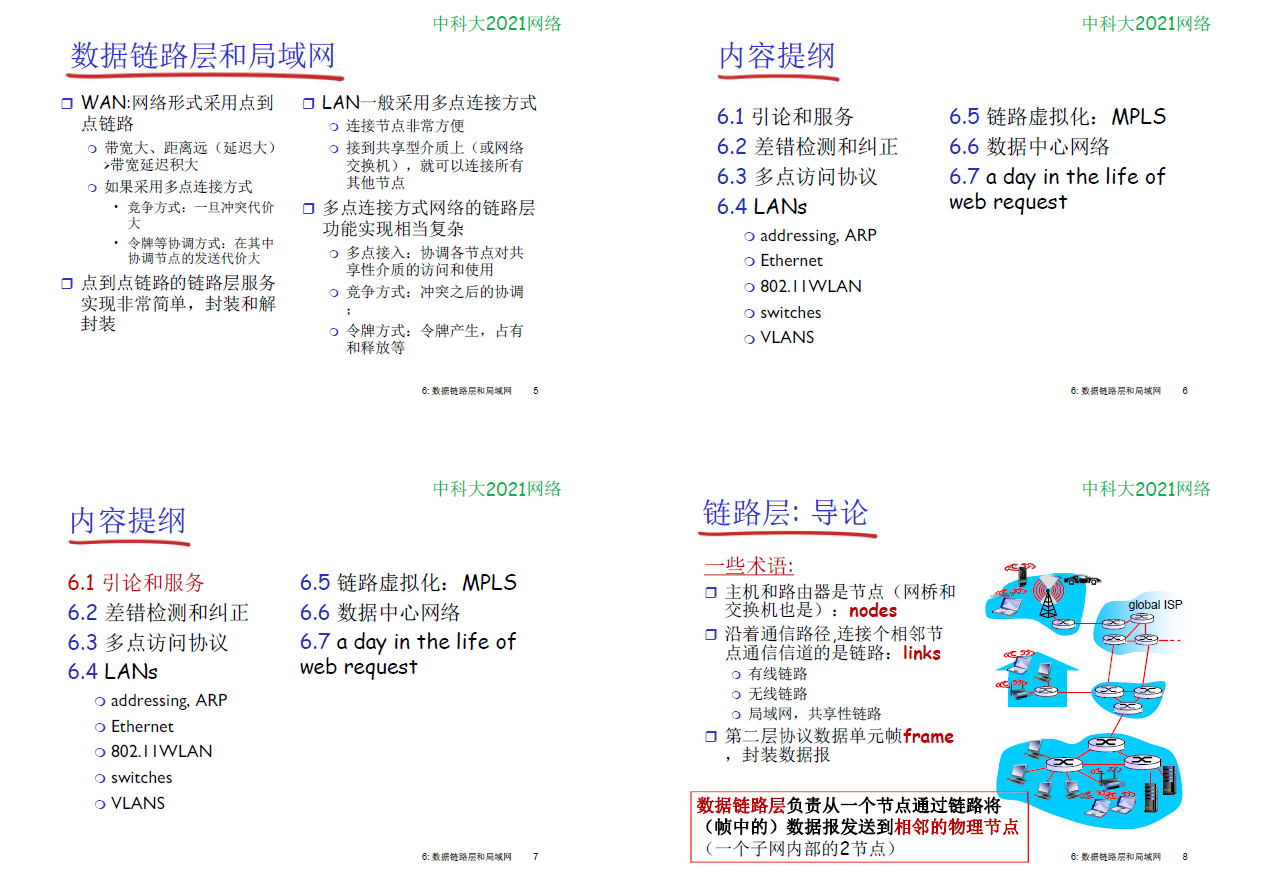 中科大2021网络
数据链路层和局域网
WAN:网络形式采用点到
点链路
带宽大、距离远（延迟大）
>带宽延迟积大
如果采用多点连接方式
竞争方式：一旦冲突代价
大
令牌等协调方式：在其中
协调节点的发送代价大
点到点链路的链路层服务
实现非常简单，封装和解
封装
LAN一般采用多点连接方式
连接节点非常方便
接到共享型介质上（或网络
交换机），就可以连接所有
其他节点
多点连接方式网络的链路层
功能实现相当复杂
多点接入：协调各节点对共
享性介质的访问和使用
竞争方式：冲突之后的协调
；
令牌方式：令牌产生，占有
和释放等
6: 数据链路层和局域网 5
中科大2021网络
内容提纲
6.1 引论和服务
6.2 差错检测和纠正
6.3 多点访问协议
6.4 LANs
addressing, ARP
Ethernet
802.11WLAN
switches
VLANS
6.5 链路虚拟化：MPLS
6.6 数据中心网络
6.7 a day in the life of
web request
6: 数据链路层和局域网 6
中科大2021网络
内容提纲
6.1 引论和服务
6.2 差错检测和纠正
6.3 多点访问协议
6.4 LANs
addressing, ARP
Ethernet
802.11WLAN
switches
VLANS
6.5 链路虚拟化：MPLS
6.6 数据中心网络
6.7 a day in the life of
web request
6: 数据链路层和局域网 7
中科大2021网络
链路层: 导论
一些术语:
主机和路由器是节点（网桥和
交换机也是）：nodes
沿着通信路径,连接个相邻节
点通信信道的是链路：links
有线链路
无线链路
局域网，共享性链路
第二层协议数据单元帧frame
，封装数据报
global ISP
数据链路层负责从一个节点通过链路将
（帧中的）数据报发送到相邻的物理节点
（一个子网内部的2节点）
6: 数据链路层和局域网 8